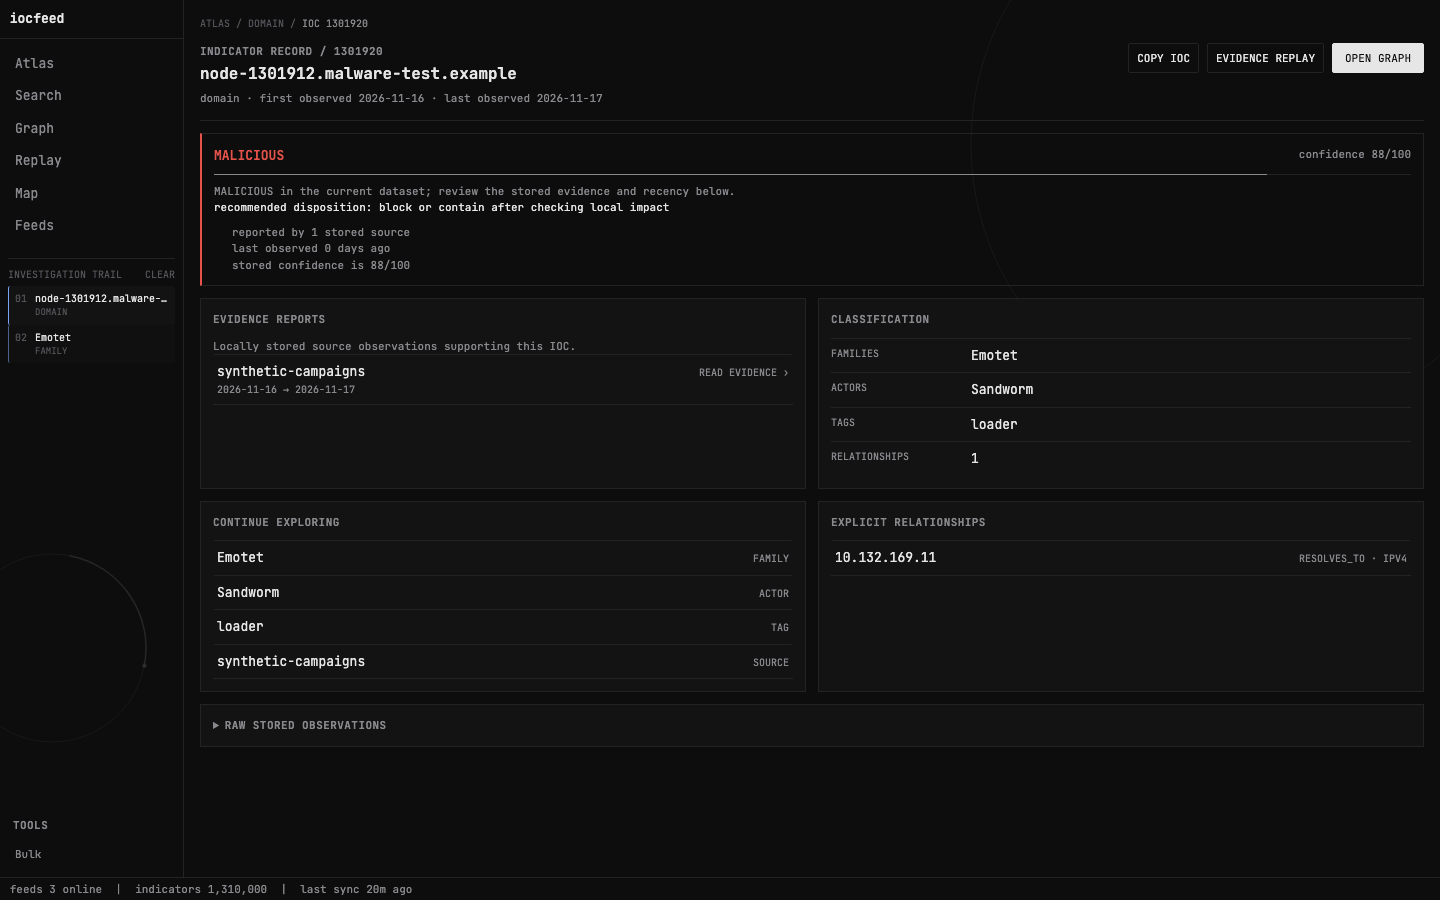 iocfeed
Atlas
Search
Graph
Replay
Map
Feeds
INVESTIGATION TRAIL CLEAR
01 node-1301912.malware-…
DOMAIN
02 Emotet
FAMILY
TOOLS
Bulk
ATLAS / DOMAIN / IOC 1301920
INDICATOR RECORD / 1301920
node-1301912.malware-test.example
domain · first observed 2026-11-16 · last observed 2026-11-17
COPY IOC
EVIDENCE REPLAY
OPEN GRAPH
MALICIOUS confidence 88/100
MALICIOUS in the current dataset; review the stored evidence and recency below.
recommended disposition: block or contain after checking local impact
reported by 1 stored source
last observed 0 days ago
stored confidence is 88/100
EVIDENCE REPORTS
Locally stored source observations supporting this IOC.
synthetic-campaigns READ EVIDENCE ›
2026-11-16 → 2026-11-17
CLASSIFICATION
FAMILIES Emotet
ACTORS Sandworm
TAGS loader
RELATIONSHIPS 1
CONTINUE EXPLORING
Emotet FAMILY
Sandworm ACTOR
loader TAG
synthetic-campaigns SOURCE
EXPLICIT RELATIONSHIPS
10.132.169.11 RESOLVES_TO · IPV4
▶ RAW STORED OBSERVATIONS
feeds 3 online | indicators 1,310,000 | last sync 20m ago